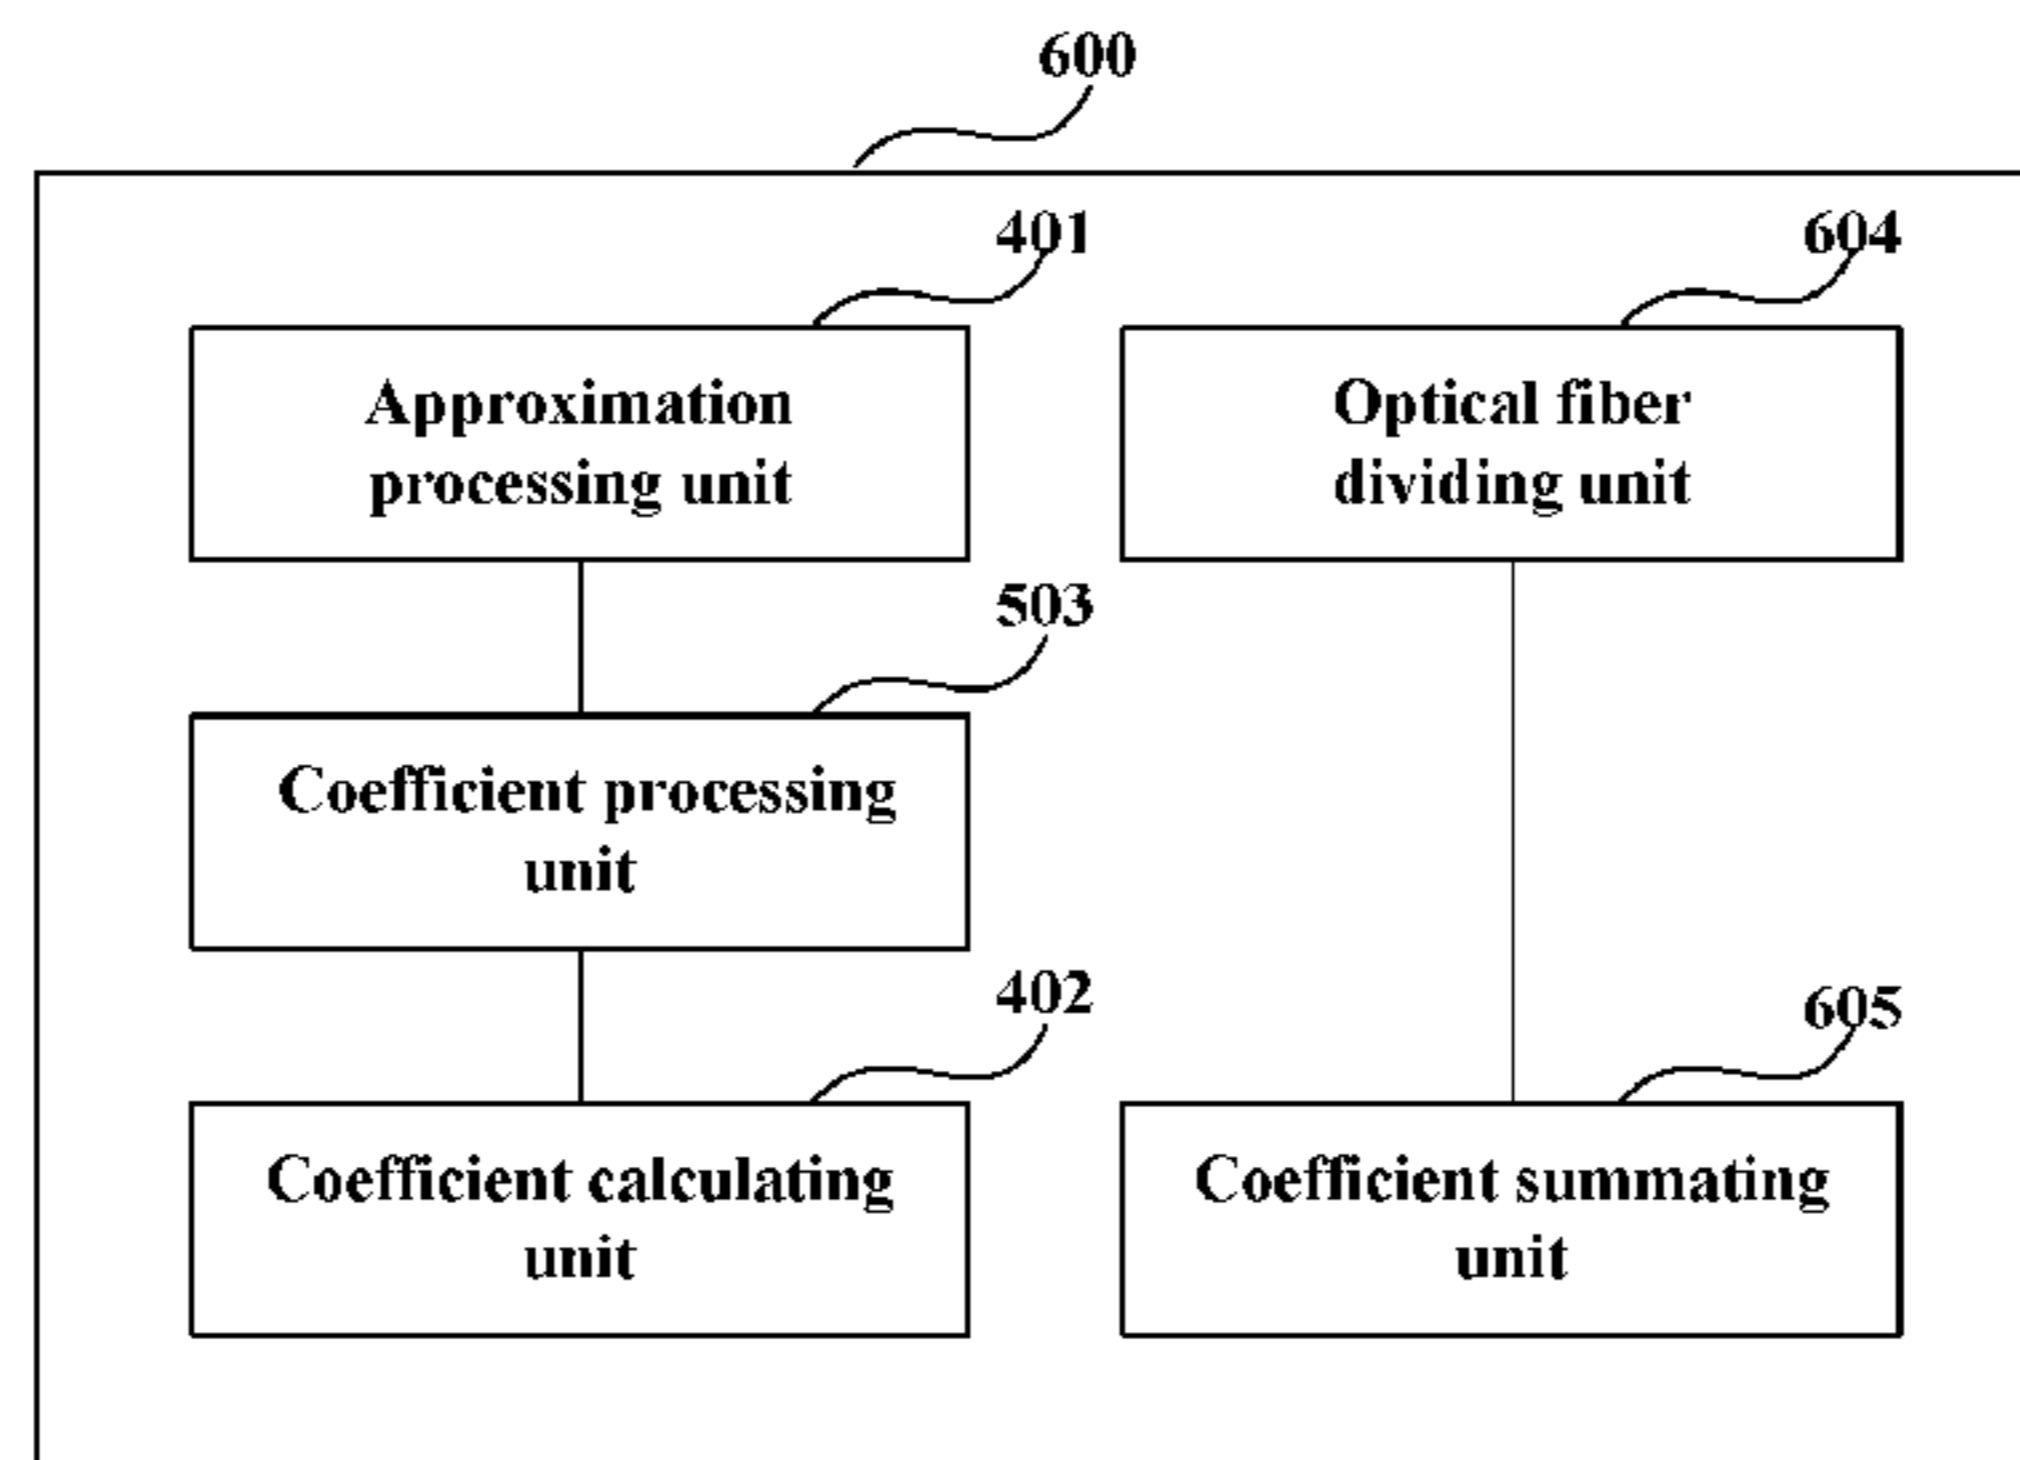 600
401
604
Approximation
processing unit
Optical fiber
dividing unit
503
Coefficient processing
unit
402
605
Coefficient calculating
unit
Coefficient summating
unit